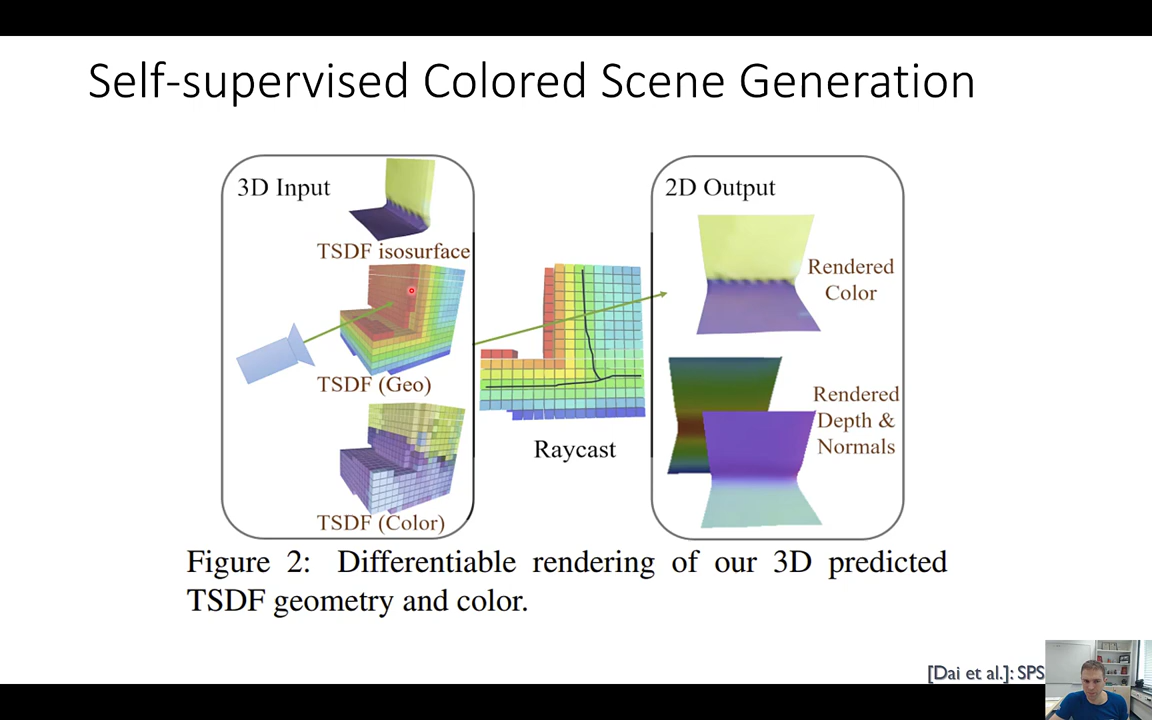 Self-supervised Colored Scene Generation
3D Input
TSDF isosurface
TSDF (Geo)
TSDF (Color)
Raycast
2D Output
Rendered
Color
Rendered
Depth &
Normals
Figure 2: Differentiable rendering of our 3D predicted
TSDF geometry and color.
[Dai et al.]: SPS